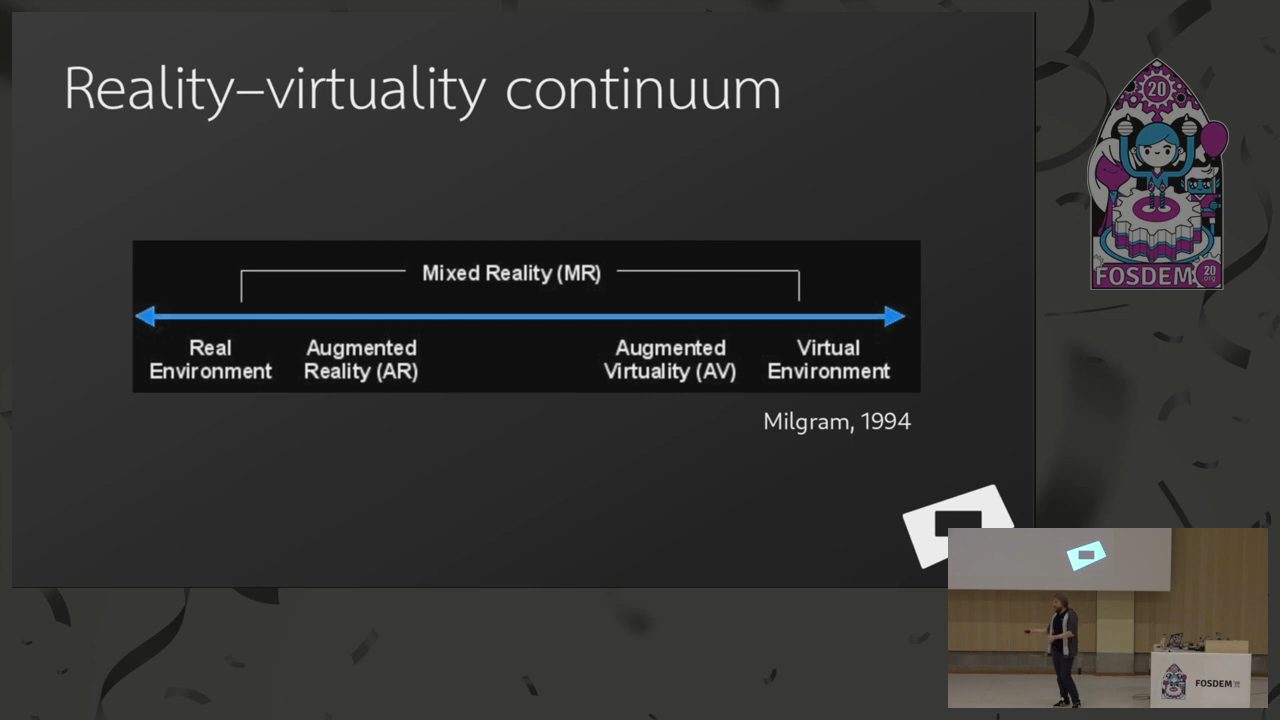 Reality–virtuality continuum
Mixed Reality (MR)
Real
Environment
Augmented
Reality (AR)
Augmented
Virtuality (AV)
Virtual
Environment
Milgram, 1994
20
FOSDEM
20
.org
FOSDEM